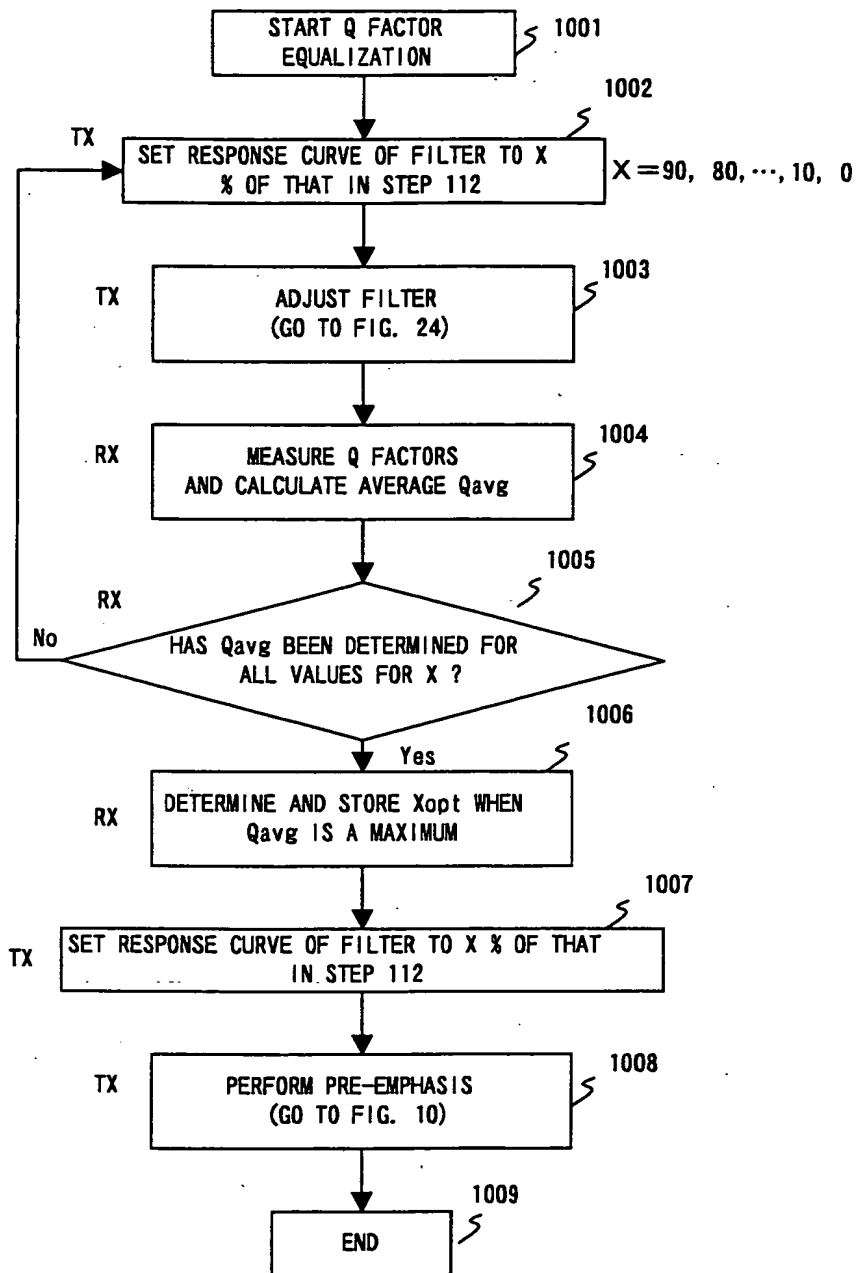 START Q FACTOR
EQUALIZATION
1001
1002
TX
SET RESPONSE CURVE OF FILTER TO X
% OF THAT IN STEP 112
X=90, 80, ···, 10, 0
1003
TX
ADJUST FILTER
(GO TO FIG. 24)
1004
RX
MEASURE Q FACTORS
AND CALCULATE AVERAGE Qavg
1005
RX
No
HAS Qavg BEEN DETERMINED FOR
ALL VALUES FOR X ?
1006
Yes
RX
DETERMINE AND STORE Xopt WHEN
Qavg IS A MAXIMUM
1007
TX
SET RESPONSE CURVE OF FILTER TO X % OF THAT
IN STEP 112
1008
TX
PERFORM PRE-EMPHASIS
(GO TO FIG. 10)
1009
END